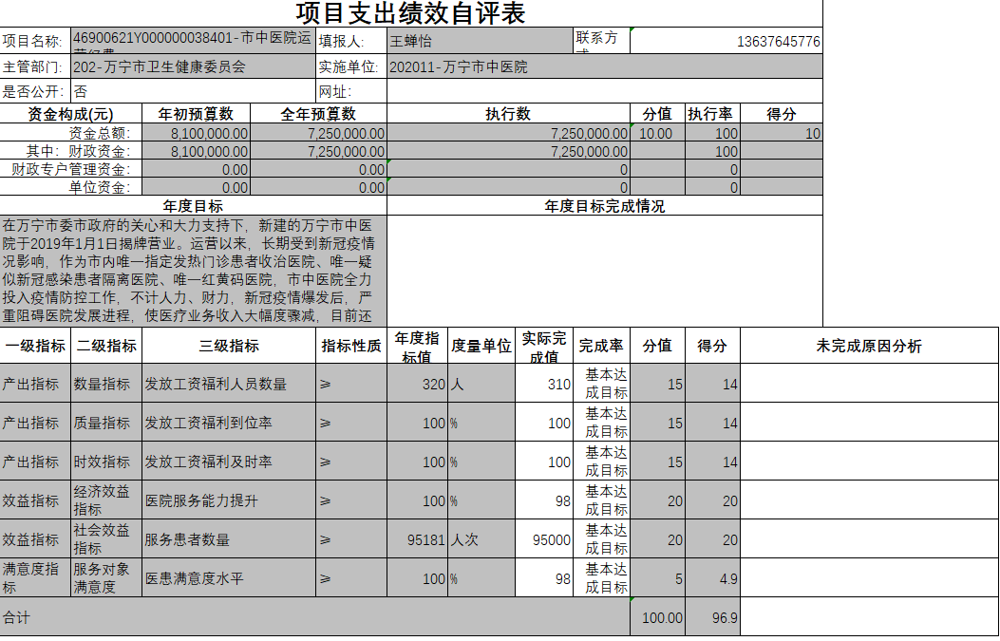 项目支出绩效自评表
项目名称: 46900621Y000000038401-市中医院运 填报人: 王蝉怡 联系方 13637645776
主管部门: 202-万宁市卫生健康委员会 实施单位: 202011-万宁市中医院
是否公开: 否 网址:
资金构成(元) 年初预算数 全年预算数 执行数 分值 执行率 得分
资金总额: 8,100,000.00 7,250,000.00 7,250,000.00 10.00 100 10
其中: 财政资金: 8,100,000.00 7,250,000.00 7,250,000.00 100
财政专户管理资金: 0.00 0.00 0 0
单位资金: 0.00 0.00 0 0
年度目标 年度目标完成情况
在万宁市委市政府的关心和大力支持下，新建的万宁市中医
院于2019年1月1日揭牌营业。运营以来，长期受到新冠疫情
况影响，作为市内唯一指定发热门诊患者收治医院、唯一疑
似新冠感染患者隔离医院、唯一红黄码医院，市中医院全力
投入疫情防控工作，不计人力、财力，新冠疫情爆发后，严
重阻碍医院发展进程，使医疗业务收入大幅度骤减，目前还
一级指标 二级指标 三级指标 指标性质 年度指标值 度量单位 实际完成值 完成率 分值 得分 未完成原因分析
产出指标 数量指标 发放工资福利人员数量 ≥ 320 人 310 基本达成目标 15 14
产出指标 质量指标 发放工资福利到位率 ≥ 100 % 100 基本达成目标 15 14
产出指标 时效指标 发放工资福利及时率 ≥ 100 % 100 基本达成目标 15 14
效益指标 经济效益指标 医院服务能力提升 ≥ 100 % 98 基本达成目标 20 20
效益指标 社会效益指标 服务患者数量 ≥ 95181 人次 95000 基本达成目标 20 20
满意度指标 服务对象满意度 医患满意度水平 ≥ 100 % 98 基本达成目标 5 4.9
合计 100.00 96.9